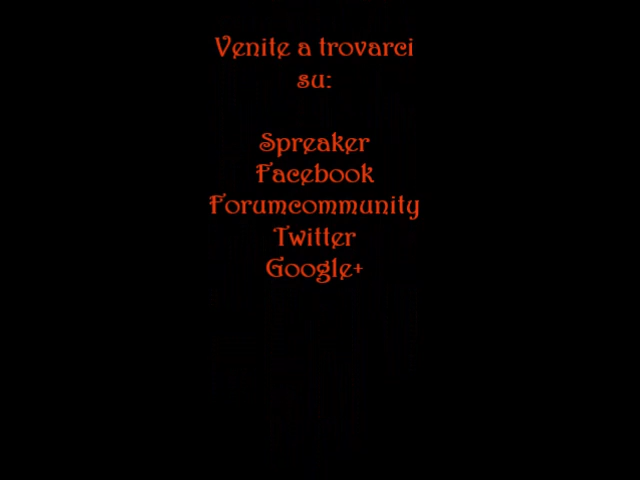 Venite a trovarci
su:
Spreaker
Facebook
Forumcommunity
Twitter
Google+